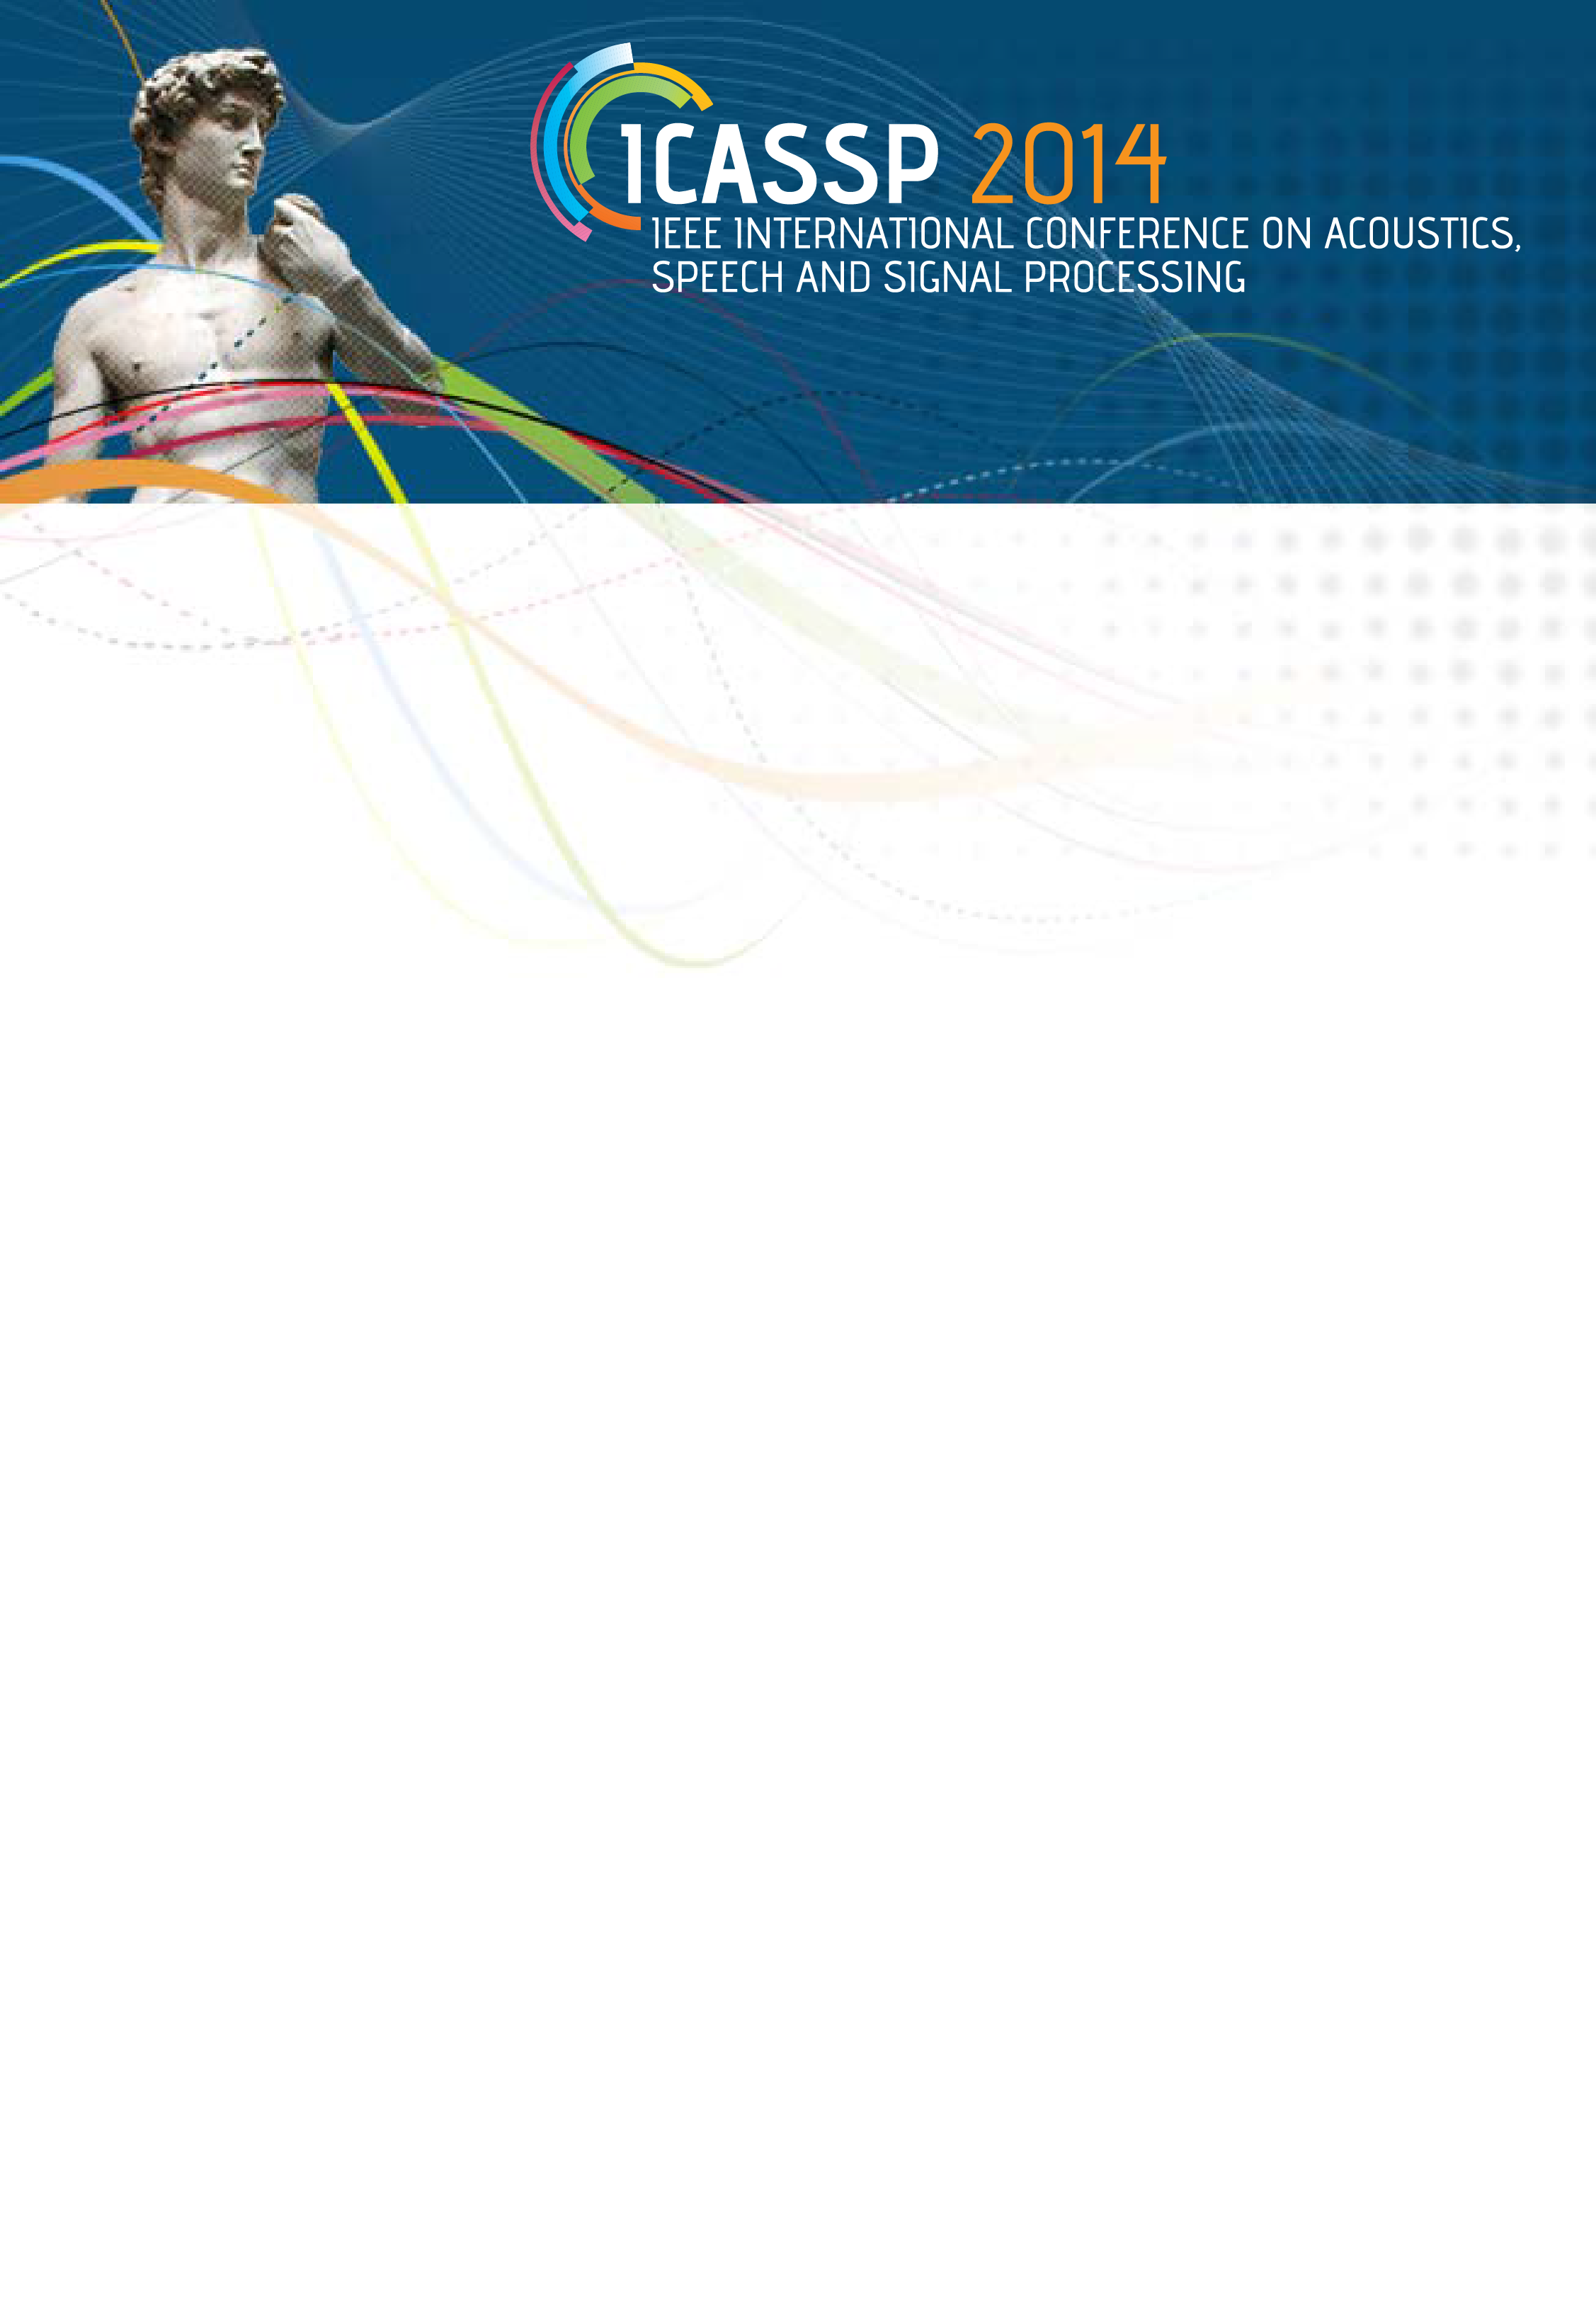 ICASSP 2014
IEEE INTERNATIONAL CONFERENCE ON ACOUSTICS,
SPEECH AND SIGNAL PROCESSING